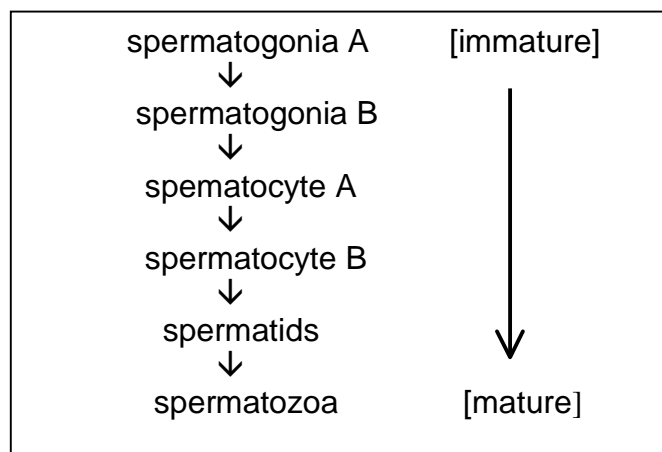 spermatogonia A [immature]
↓
spermatogonia B
↓
spematocyte A
↓
spermatocyte B
↓
spermatids
↓
spermatozoa [mature]